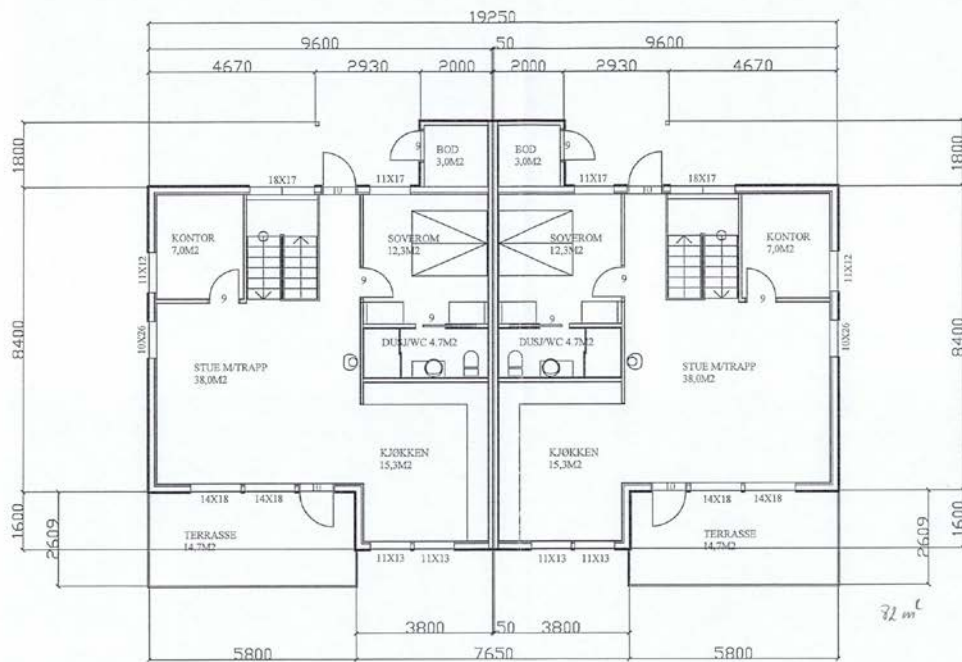 19250
9600 50 9600
4670 2930 2000 2000 2930 4670
1800 1800
9 BOD
3,0M2
BOD
3,0M2 9
18X17 10 11X17 11X17 10 18X17
KONTOR
7,0M2
SOVEROM
12,3M2
SOVEROM
12,3M2
KONTOR
7,0M2
11X12 11X12
9 9 9 9
8400 8400
10X26 10X26
9 9
DUSJ/WC 4.7M2 DUSJ/WC 4.7M2
STUE M/TRAPP
38,0M2
STUE M/TRAPP
38,0M2
KJØKKEN
15,3M2
KJØKKEN
15,3M2
14X18 14X18 10 10 14X18 14X18
1600 1600
2609 2609
TERRASSE
14,7M2
TERRASSE
14,7M2
11X13 11X13 11X13 11X13
82 m²
3800 50 3800
5800 7650 5800